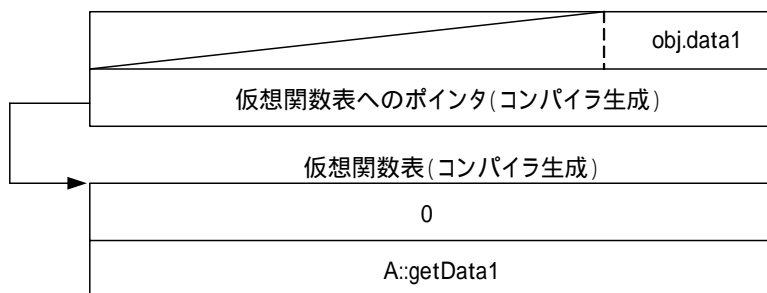 obj.data1
仮想関数表へのポインタ(コンパイラ生成)
仮想関数表(コンパイラ生成)
0
A::getData1